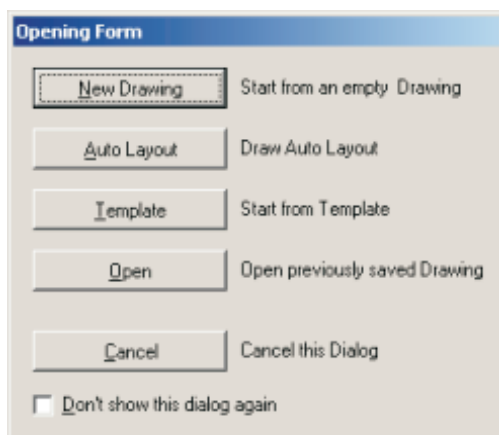 Opening Form
New Drawing Start from an empty Drawing
Auto Layout Draw Auto Layout
Template Start from Template
Open Open previously saved Drawing
Cancel Cancel this Dialog
Don't show this dialog again